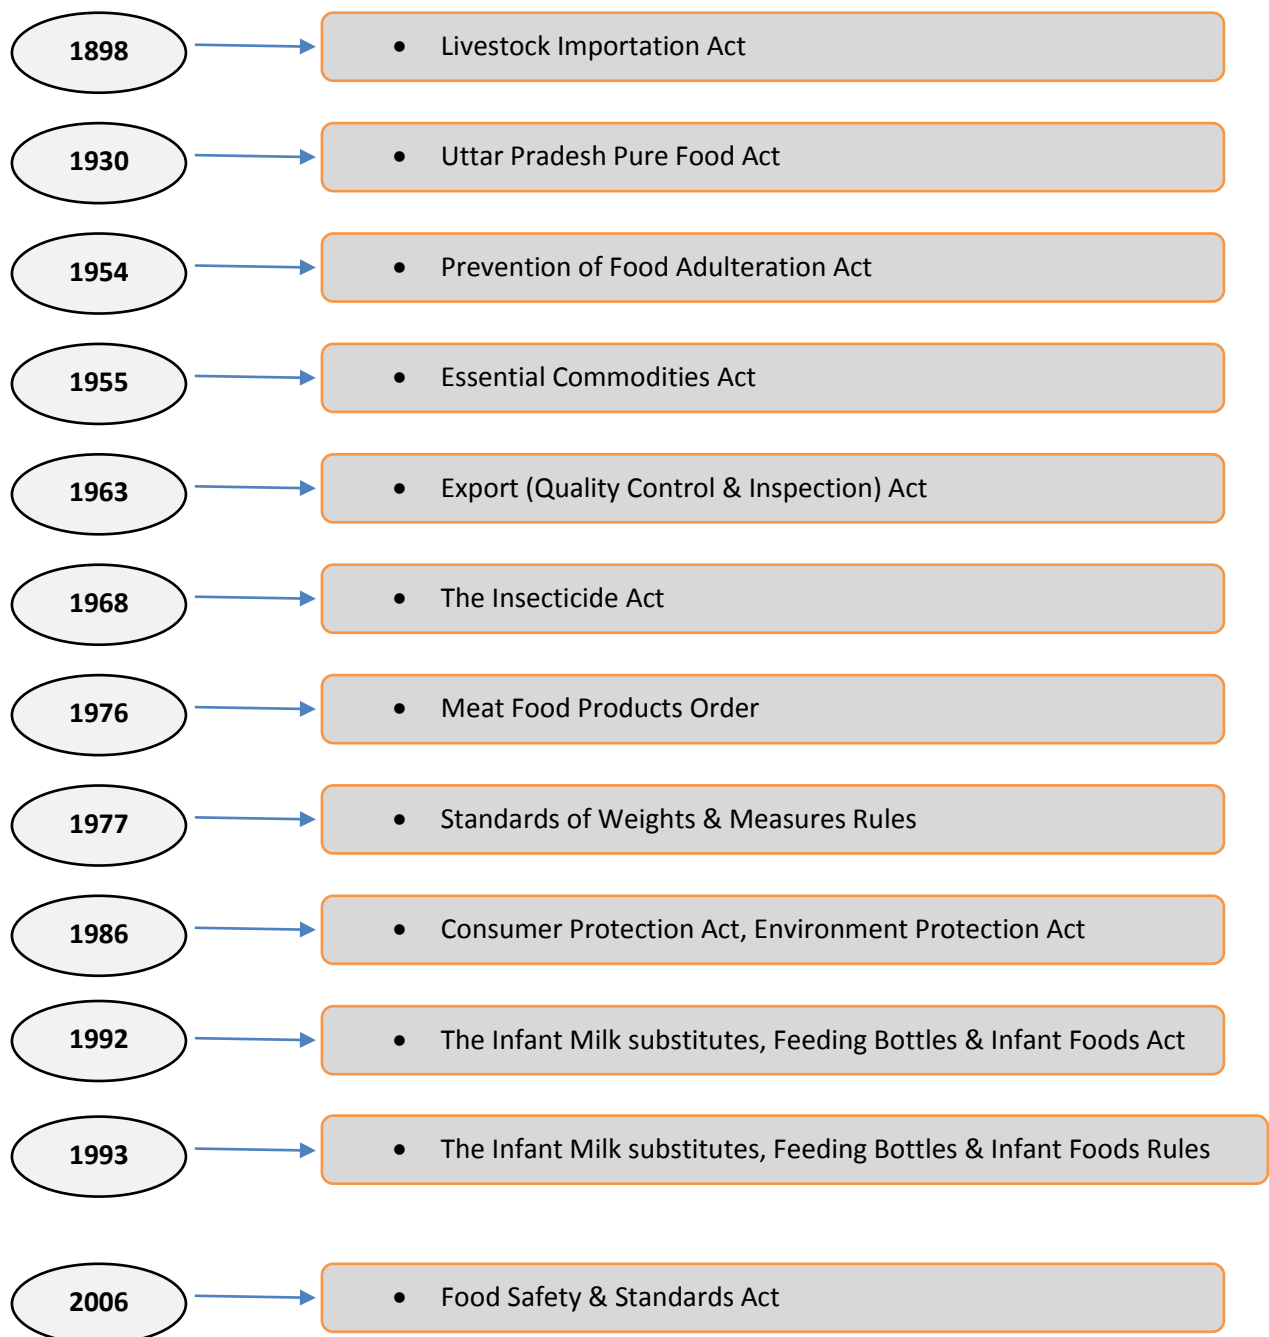 1898 • Livestock Importation Act
1930 • Uttar Pradesh Pure Food Act
1954 • Prevention of Food Adulteration Act
1955 • Essential Commodities Act
1963 • Export (Quality Control & Inspection) Act
1968 • The Insecticide Act
1976 • Meat Food Products Order
1977 • Standards of Weights & Measures Rules
1986 • Consumer Protection Act, Environment Protection Act
1992 • The Infant Milk substitutes, Feeding Bottles & Infant Foods Act
1993 • The Infant Milk substitutes, Feeding Bottles & Infant Foods Rules
2006 • Food Safety & Standards Act